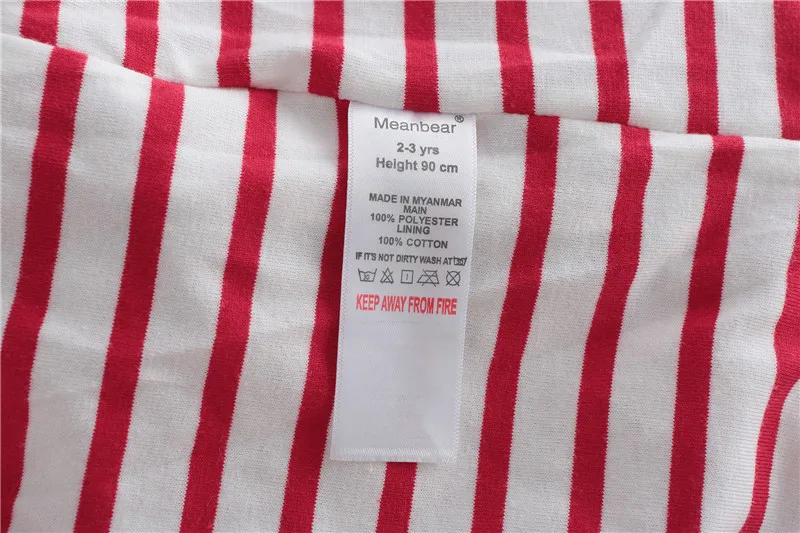 Meanbear®
2-3 yrs
Height 90 cm
MADE IN MYANMAR
MAIN
100% POLYESTER
LINING
100% COTTON
IF IT'S NOT DIRTY WASH AT
KEEP AWAY FROM FIRE